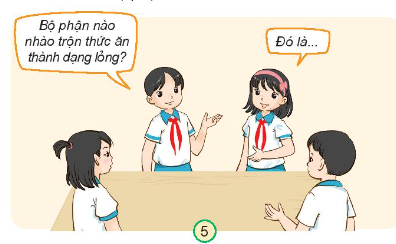 Bộ phận nào
nhào trộn thức ăn
thành dạng lỏng?
Đó là...
5